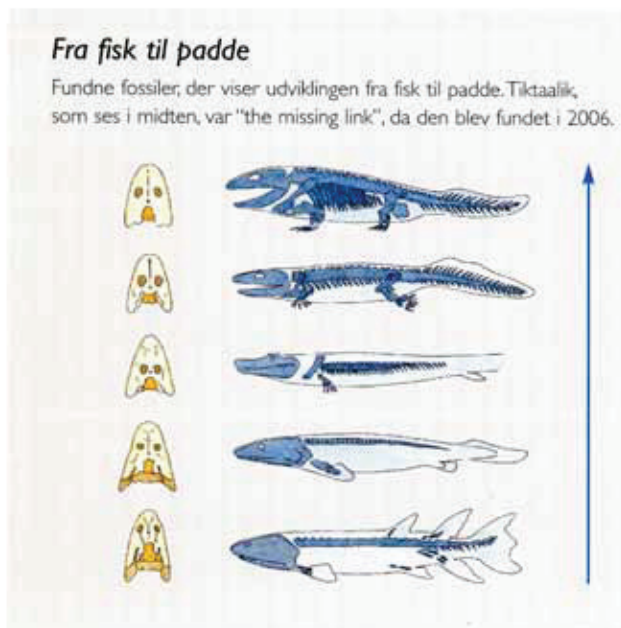 Fra fisk til padde
Fundne fossiler, der viser udviklingen fra fisk til padde. Tiktaalik,
som ses i midten, var "the missing link", da den blev fundet i 2006.